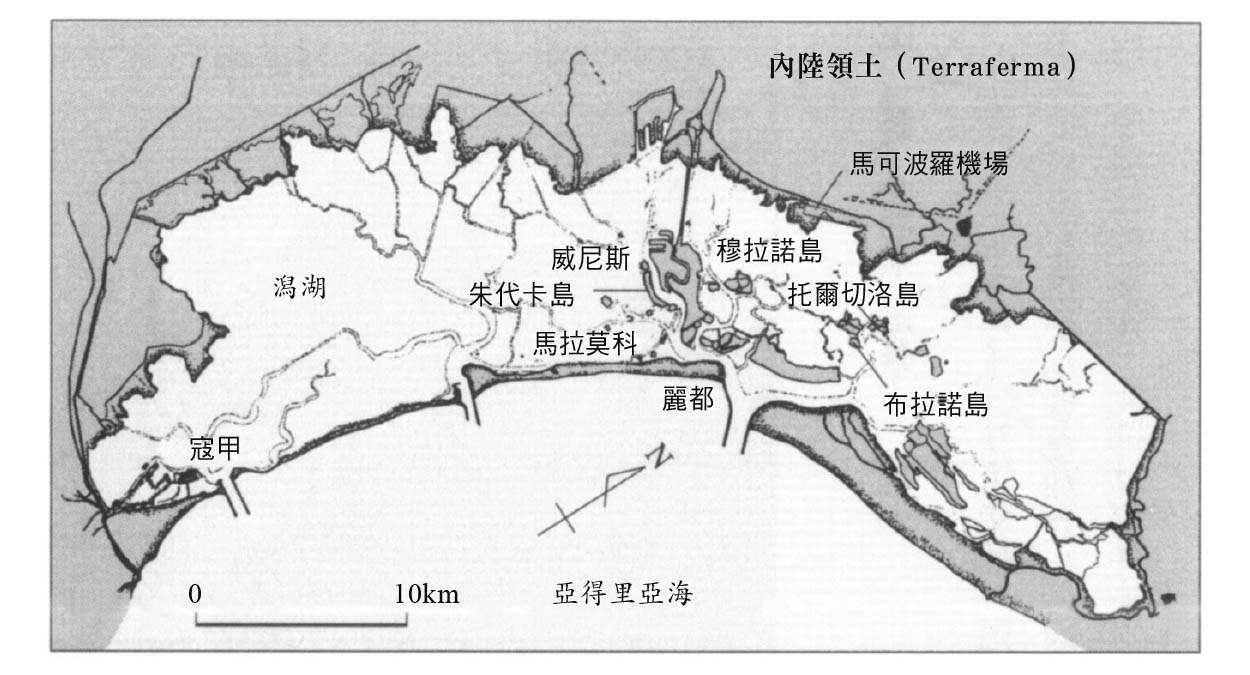 內陸領土（Terraferma）
馬可波羅機場
威尼斯
穆拉諾島
潟湖
朱代卡島
托爾切洛島
馬拉莫科
麗都
布拉諾島
寇甲
N
0
10km
亞得里亞海